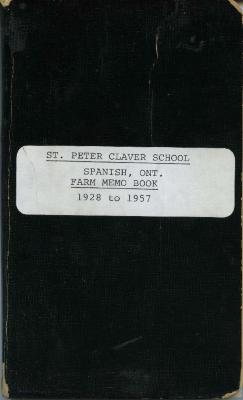 ST. PETER CLAVER SCHOOL
SPANISH, ONT.
FARM MEMO BOOK
1928 to 1957